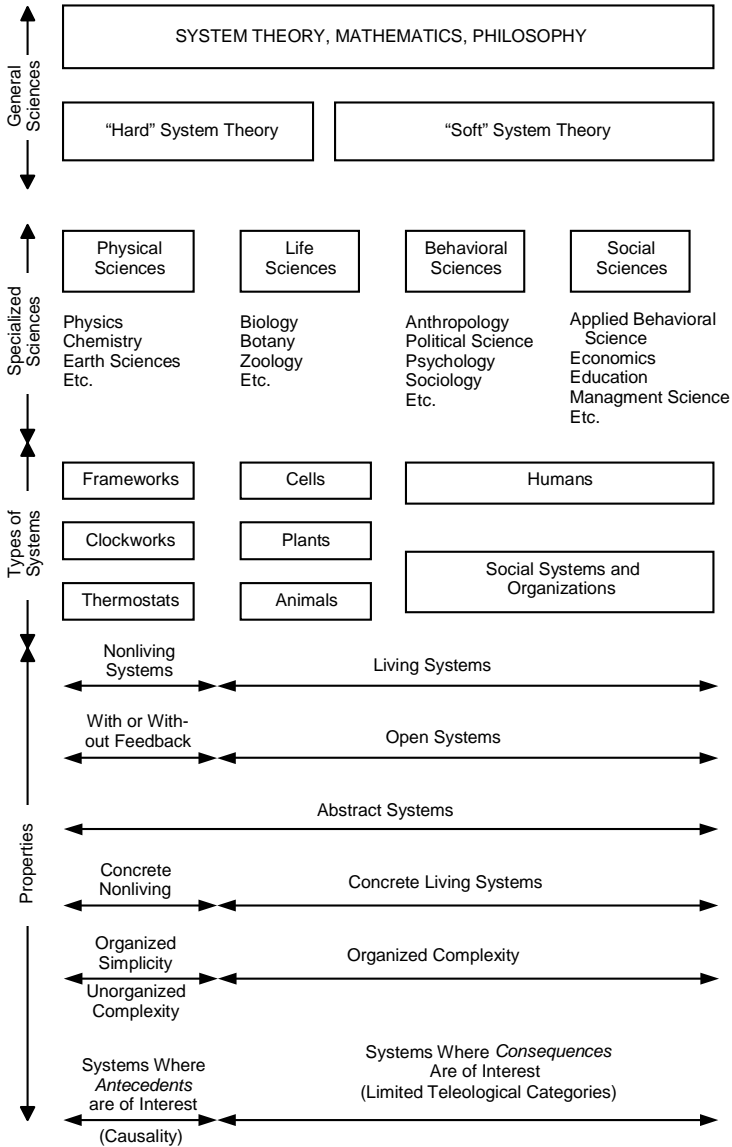 SYSTEM THEORY, MATHEMATICS, PHILOSOPHY
General
Sciences
“Hard” System Theory
“Soft” System Theory
Specialized
Sciences
Physical
Sciences
Life
Sciences
Behavioral
Sciences
Social
Sciences
Physics
Chemistry
Earth Sciences
Etc.
Biology
Botany
Zoology
Etc.
Anthropology
Political Science
Psychology
Sociology
Etc.
Applied Behavioral
Science
Economics
Education
Managment Science
Etc.
Types of
Systems
Frameworks
Cells
Humans
Clockworks
Plants
Social Systems and
Organizations
Thermostats
Animals
Properties
Nonliving
Systems
Living Systems
With or With-
out Feedback
Open Systems
Abstract Systems
Concrete
Nonliving
Concrete Living Systems
Organized
Simplicity
Organized Complexity
Unorganized
Complexity
Systems Where
Antecedents
are of Interest
(Causality)
Systems Where Consequences
Are of Interest
(Limited Teleological Categories)